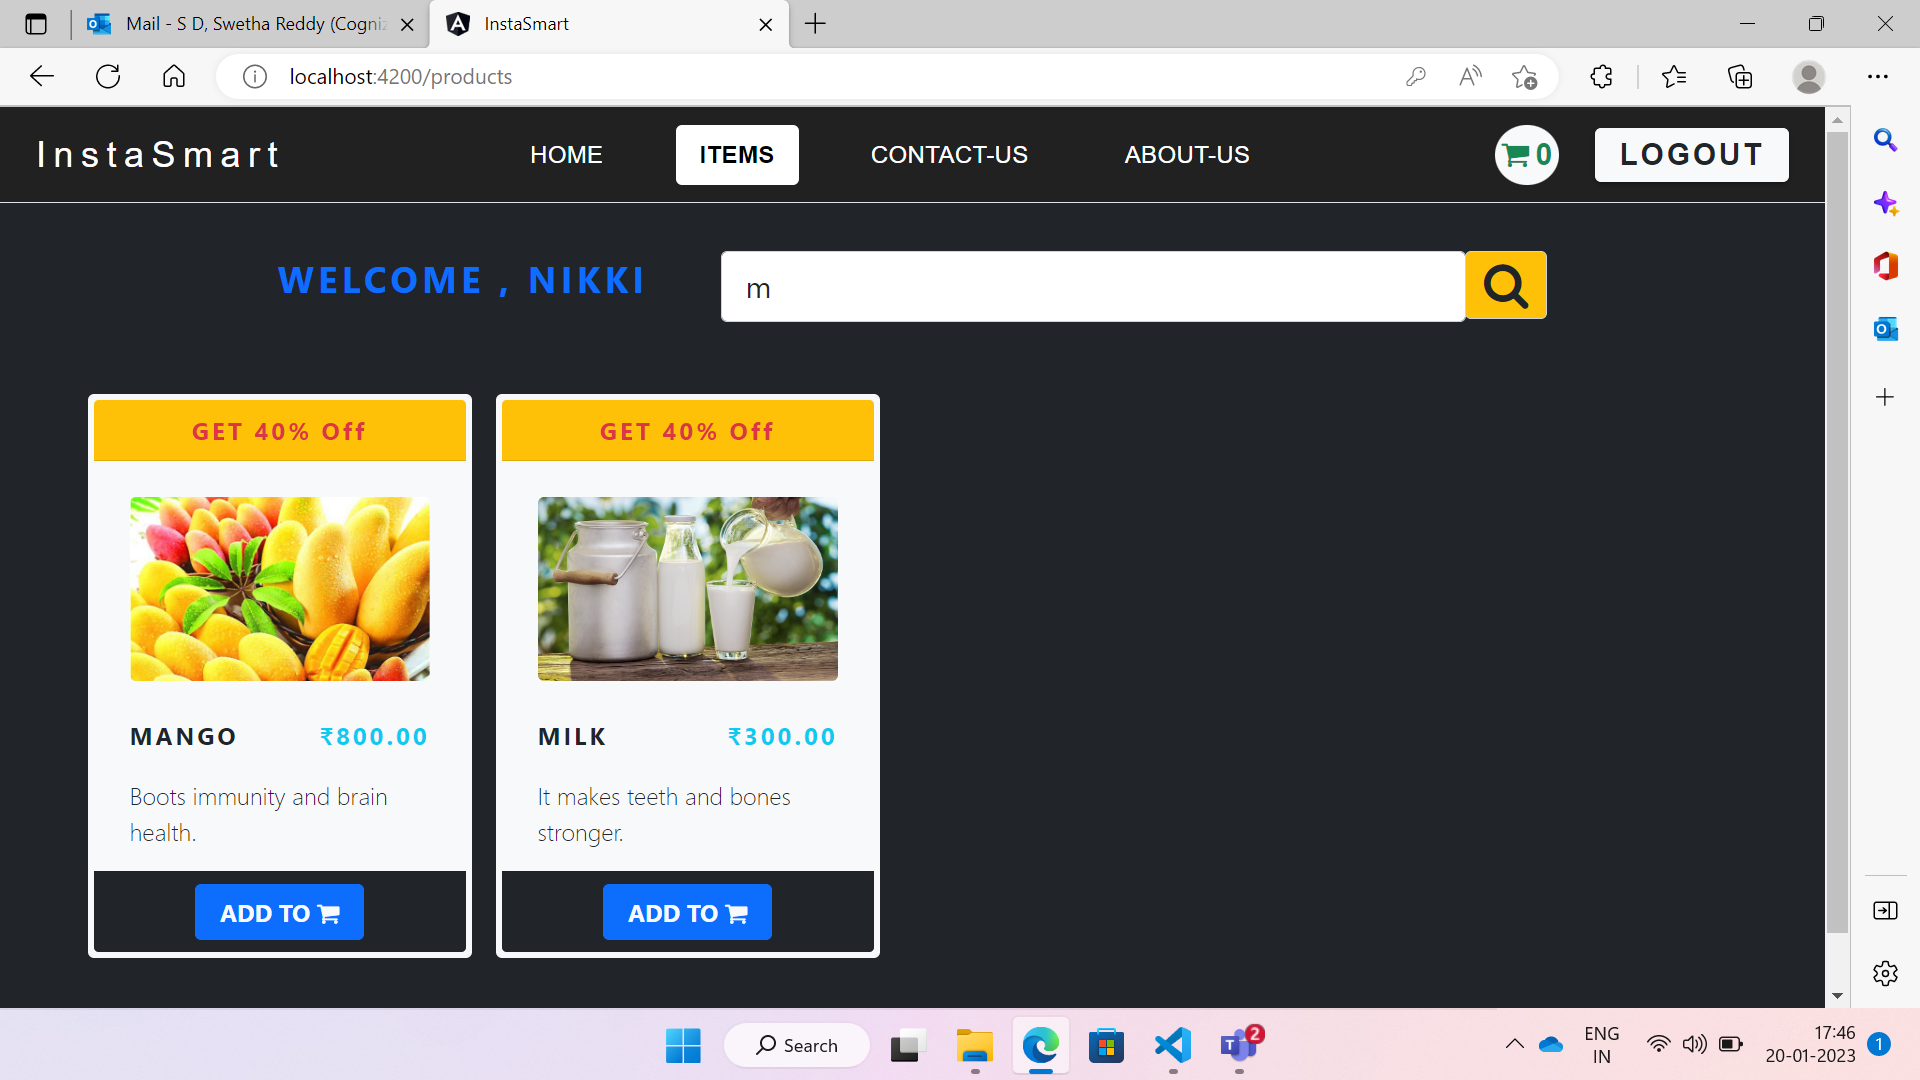 Mail - S D, Swetha Reddy (Cogniz
InstaSmart
localhost:4200/products
InstaSmart
HOME
ITEMS
CONTACT-US
ABOUT-US
0
LOGOUT
WELCOME , NIKKI
m
GET 40% Off
MANGO ₹800.00
Boots immunity and brain
health.
ADD TO
GET 40% Off
MILK ₹300.00
It makes teeth and bones
stronger.
ADD TO
Search
2
ENG
IN
17:46
20-01-2023
1